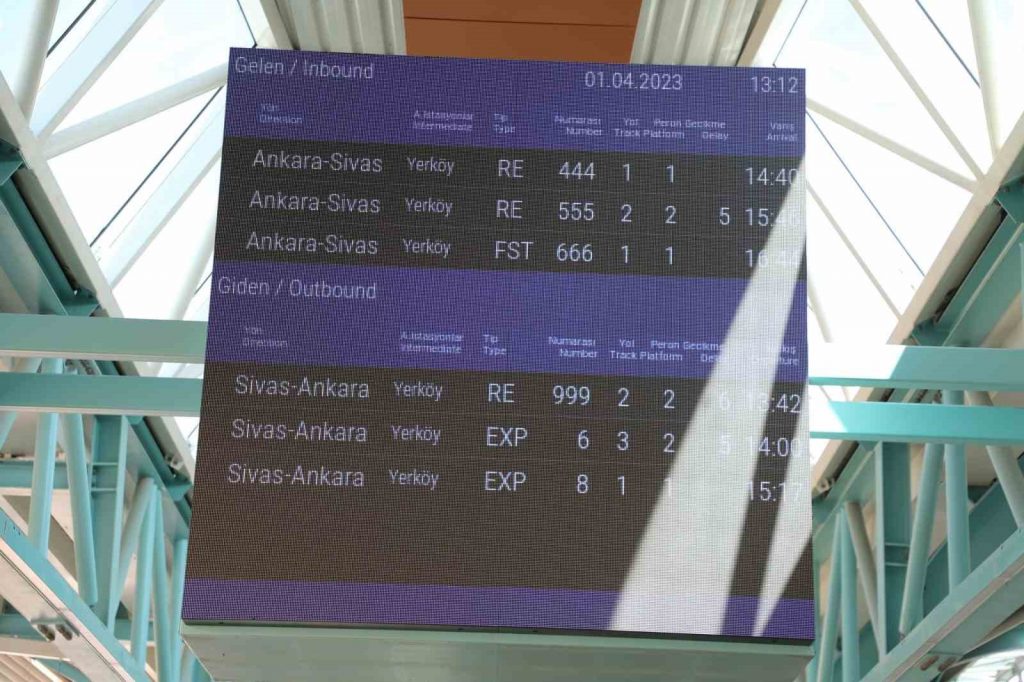 Gelen / Inbound 01.04.2023 13:12
Yön A.İstasyonlar Tip Numarası Yol Peron Gecikme Varış
Direction Intermediate Type Number Track Platform Delay Arrival
Ankara-Sivas Yerköy RE 444 1 1 14:40
Ankara-Sivas Yerköy RE 555 2 2 5
Ankara-Sivas Yerköy FST 666 1 1
Giden / Outbound
Yön A.İstasyonlar Tip Numarası Yol Peron Gecikme
Direction Intermediate Type Number Track Platform
Sivas-Ankara Yerköy RE 999 2 2 6 13:42
Sivas-Ankara Yerköy EXP 6 3 2 5 14:00
Sivas-Ankara Yerköy EXP 8 1 1 15:17